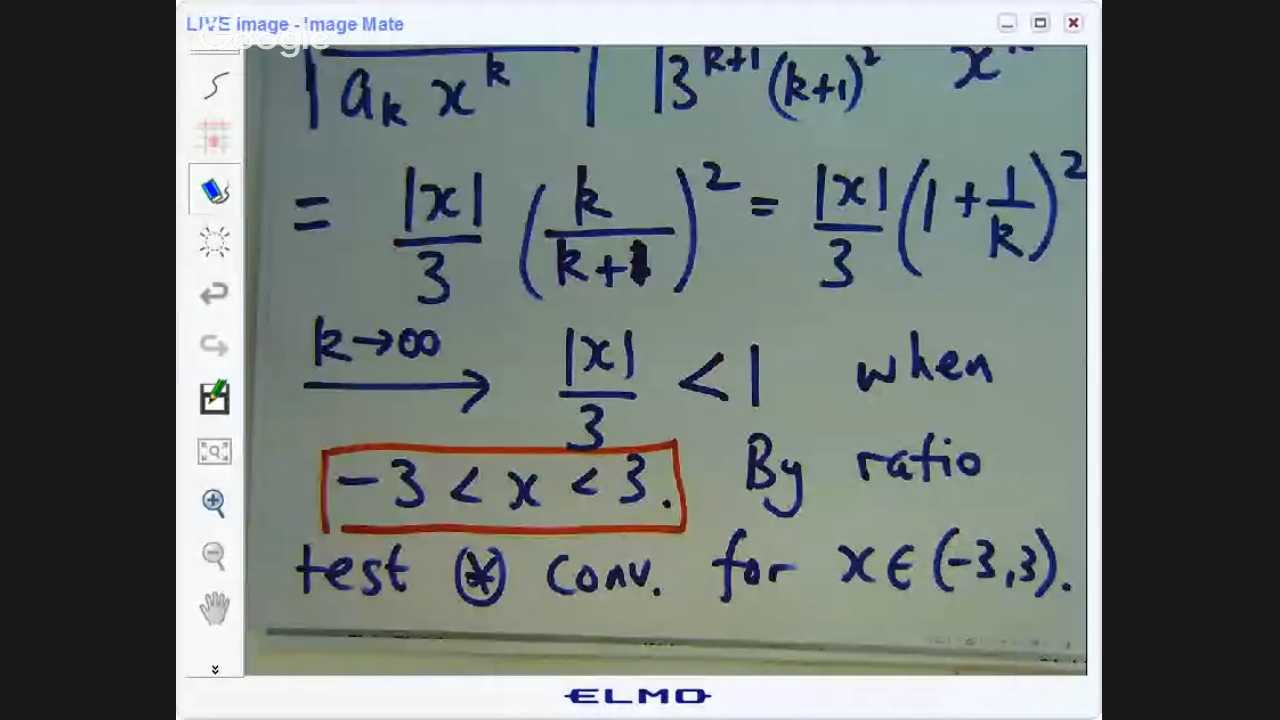 LIVE image - Image Mate
Google
| a_k x^k | |3^{k+1} (k+1)^2 x
= |x|/3 (k/(k+1))^2 = |x|/3 (1 + 1/k)^2
k→∞ ⟶ |x|/3 < 1 when
-3 < x < 3. By ratio
test ⊛ conv. for x ∈ (-3,3).
ELMO